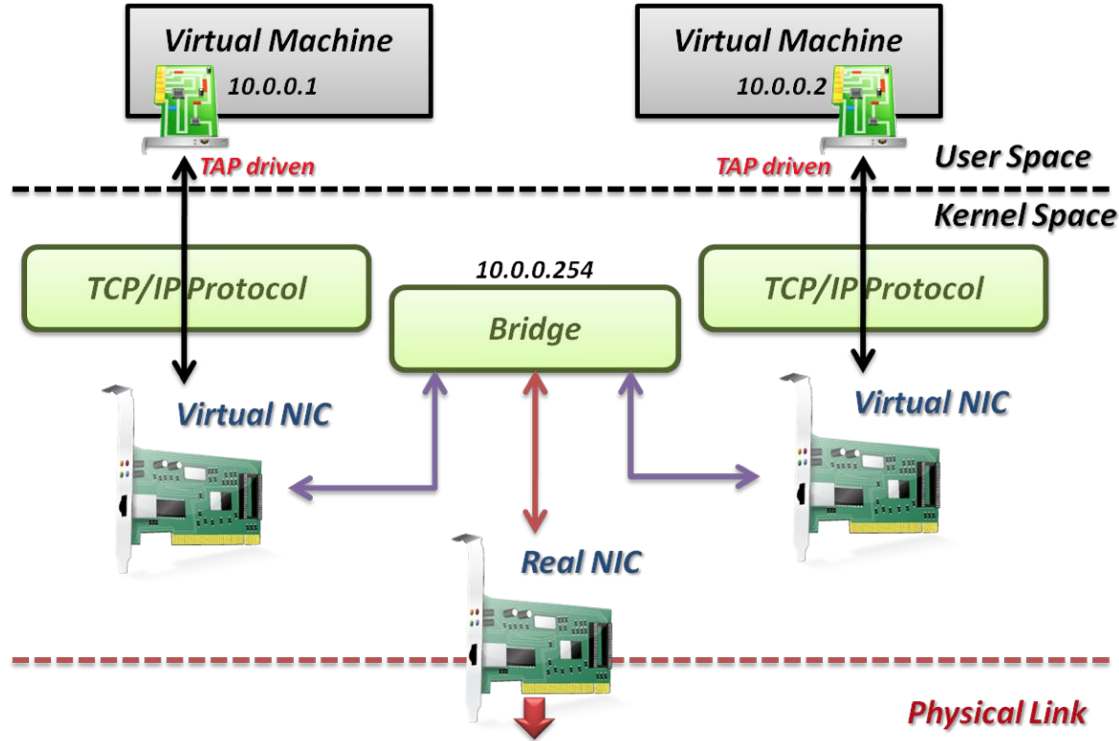 Virtual Machine
10.0.0.1
Virtual Machine
10.0.0.2
TAP driven
TAP driven
User Space
Kernel Space
TCP/IP Protocol
10.0.0.254
Bridge
TCP/IP Protocol
Virtual NIC
Virtual NIC
Real NIC
Physical Link